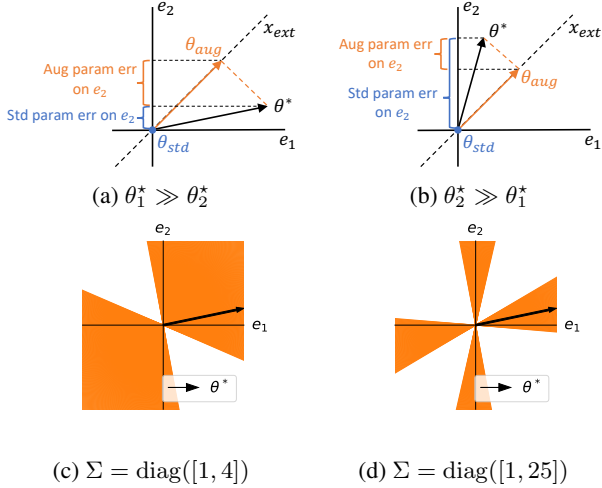 e₂
x_ext
θ_aug
Aug param err
on e₂
Std param err on e₂
θ*
θ_std
e₁
(a) θ₁* ≫ θ₂*
e₂
x_ext
θ*
Aug param err
on e₂
θ_aug
Std param err
on e₂
θ_std
e₁
(b) θ₂* ≫ θ₁*
e₂
e₁
θ*
(c) Σ = diag([1, 4])
e₂
e₁
θ*
(d) Σ = diag([1, 25])